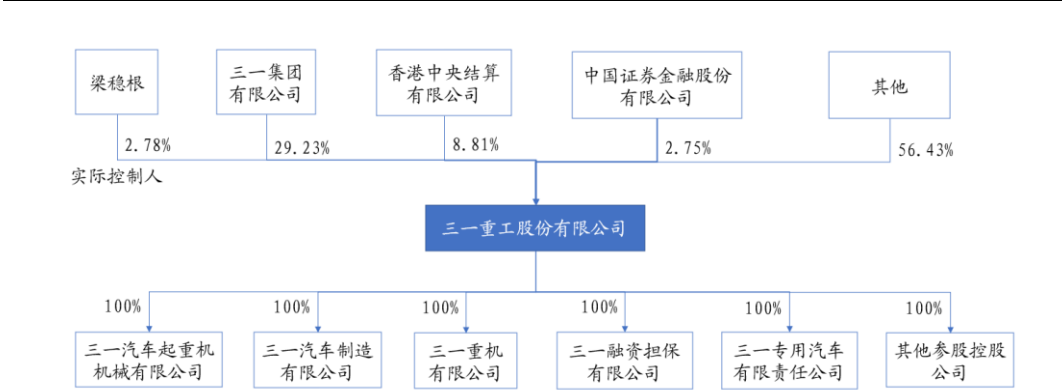 梁稳根
三一集团
有限公司
香港中央结算
有限公司
中国证券金融股份
有限公司
其他
2.78%
29.23%
8.81%
2.75%
56.43%
实际控制人
三一重工股份有限公司
100%
100%
100%
100%
100%
100%
三一汽车起重机
机械有限公司
三一汽车制造
有限公司
三一重机
有限公司
三一融资担保
有限公司
三一专用汽车
有限责任公司
其他参股控股
公司